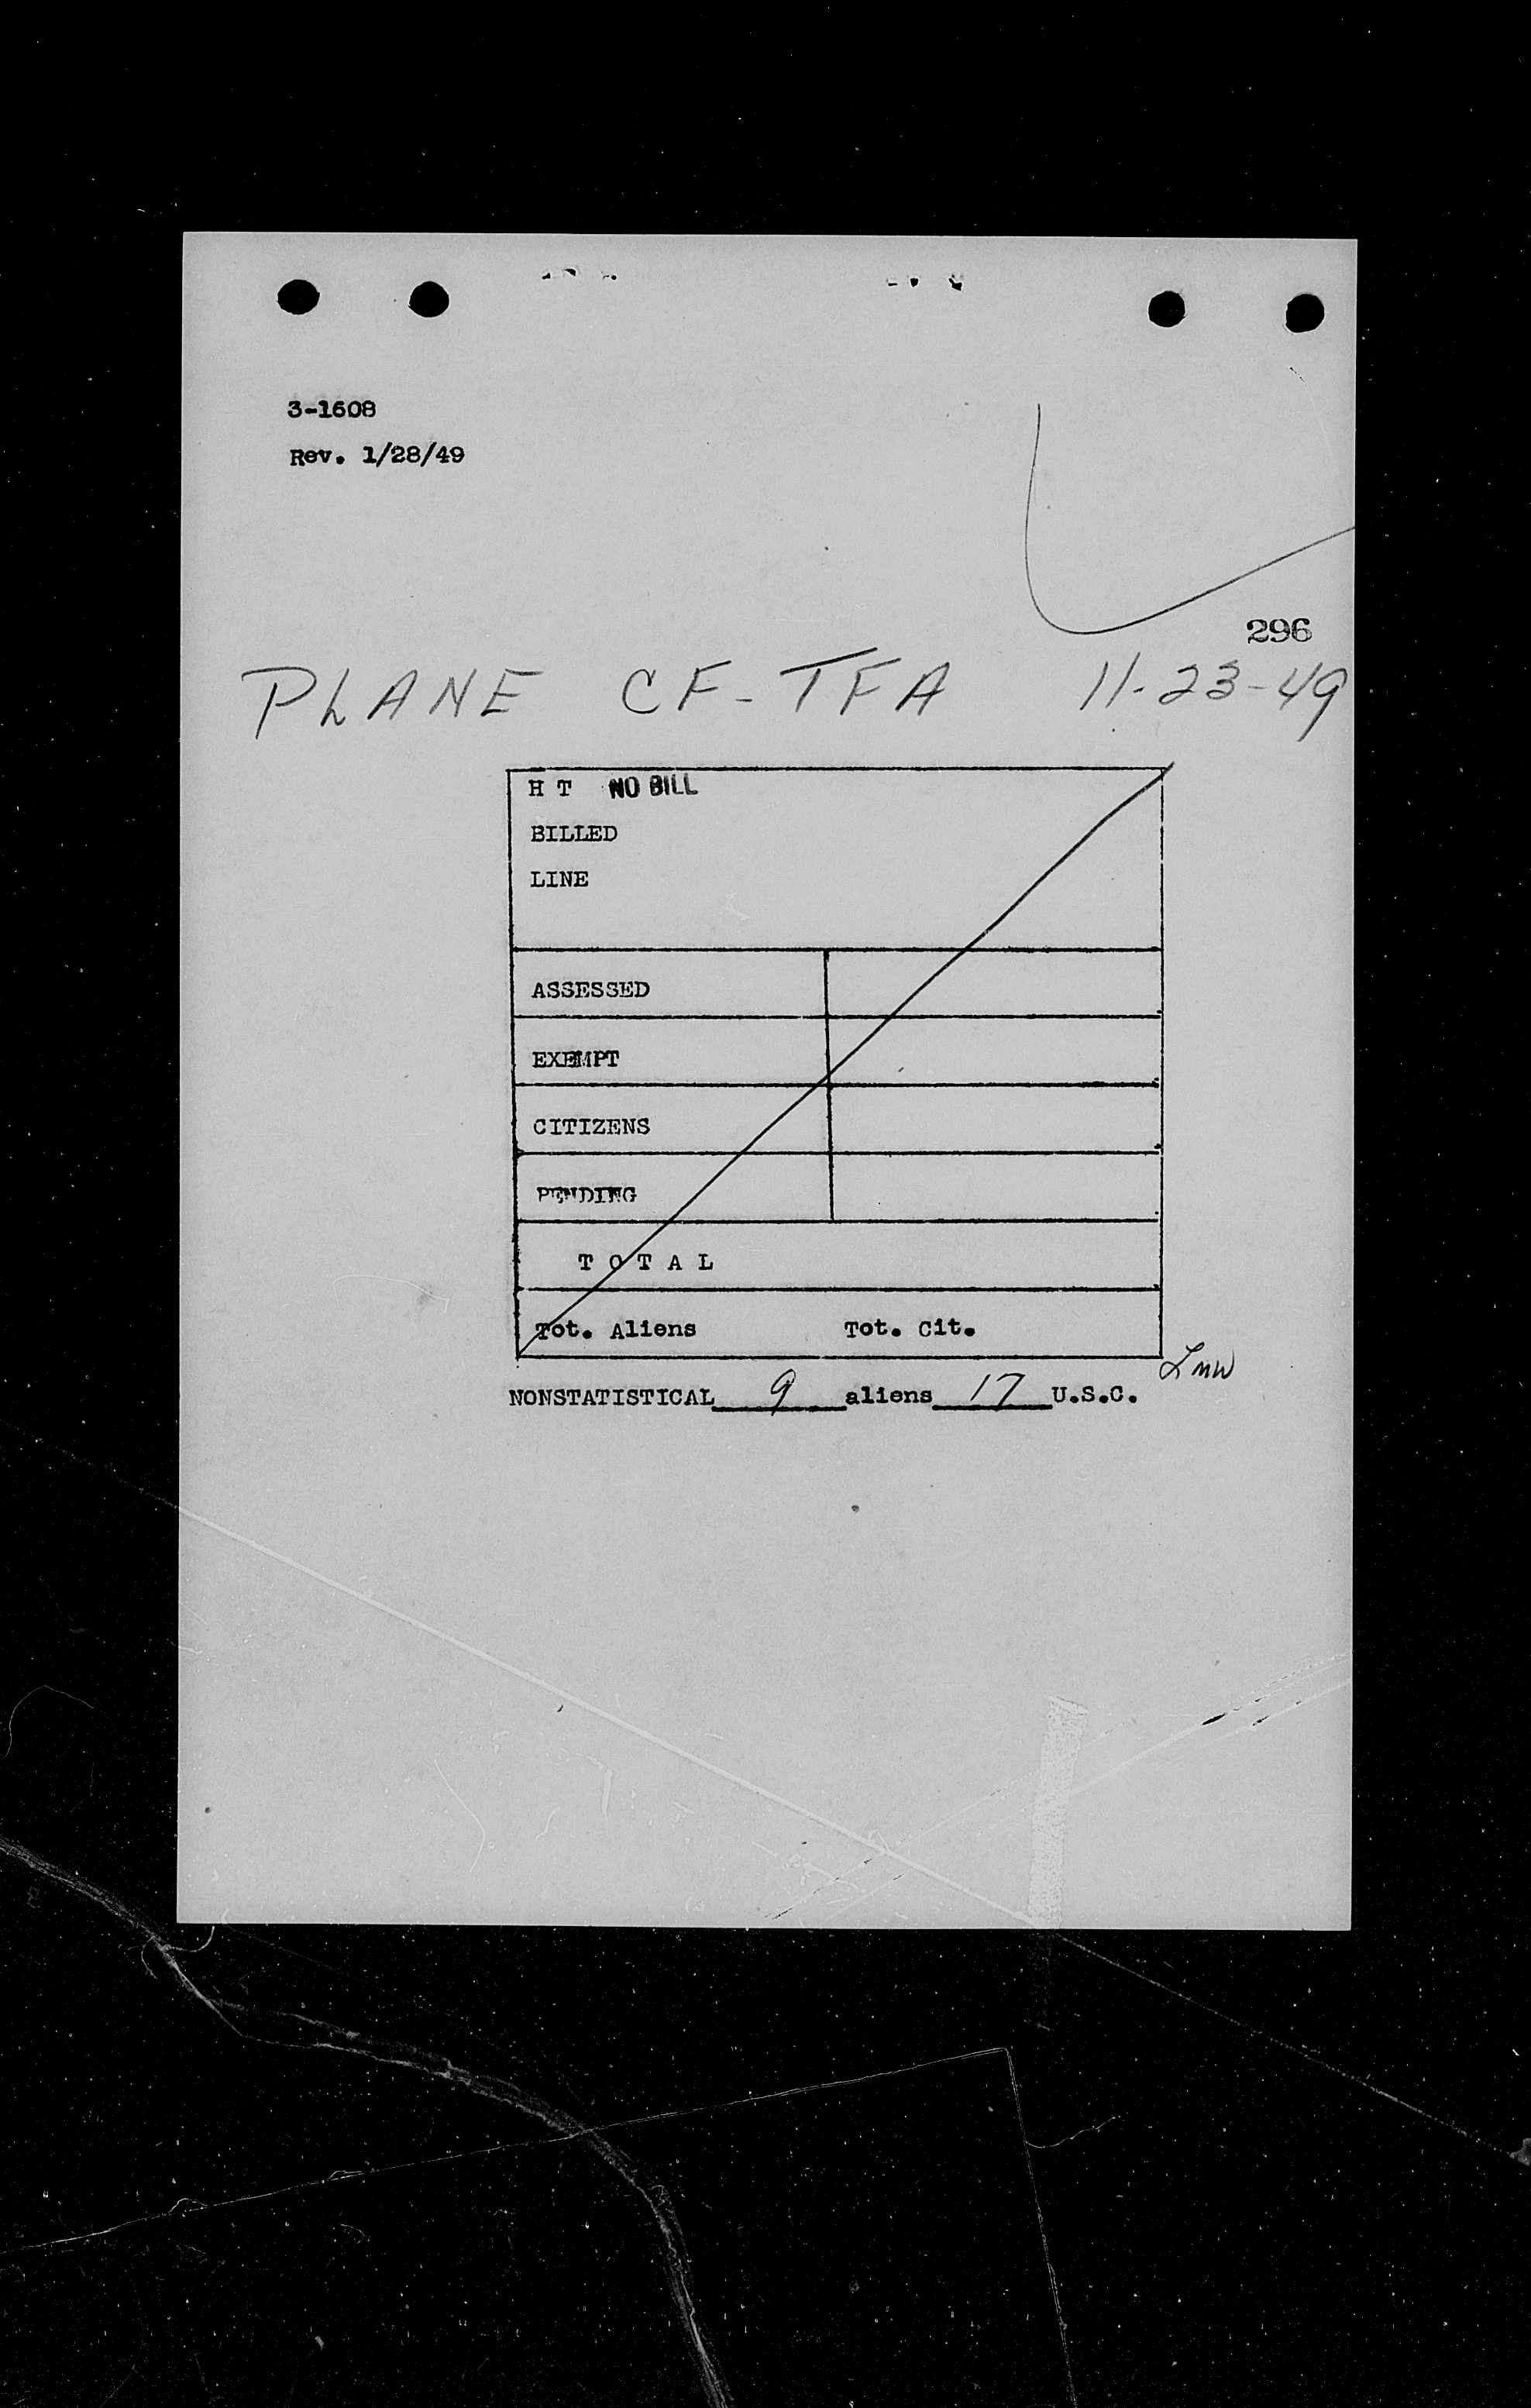 3-1608
Rev. 1/28/49
296
PLANE CF-TFA 11-23-49
H T NO BILL
BILLED
LINE
ASSESSED
EXEMPT
CITIZENS
PENDING
T O T A L
Tot. Aliens Tot. Cit.
Lmw
NONSTATISTICAL 9 aliens 17 U.S.C.